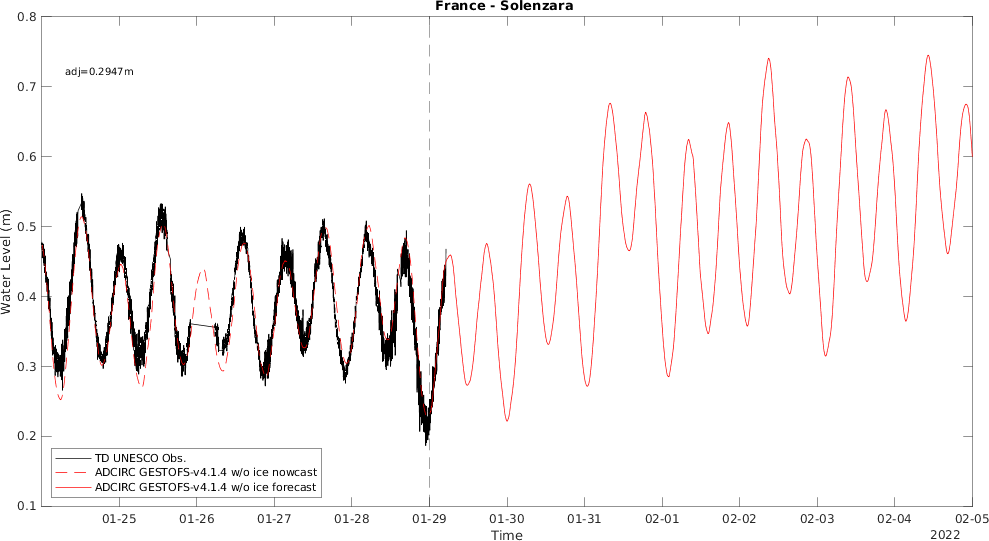 France - Solenzara
0.8
0.7
0.6
0.5
0.4
0.3
0.2
0.1
Water Level (m)
adj=0.2947m
TD UNESCO Obs.
ADCIRC GESTOFS-v4.1.4 w/o ice nowcast
ADCIRC GESTOFS-v4.1.4 w/o ice forecast
01-25 01-26 01-27 01-28 01-29 01-30 01-31 02-01 02-02 02-03 02-04 02-05
Time
2022